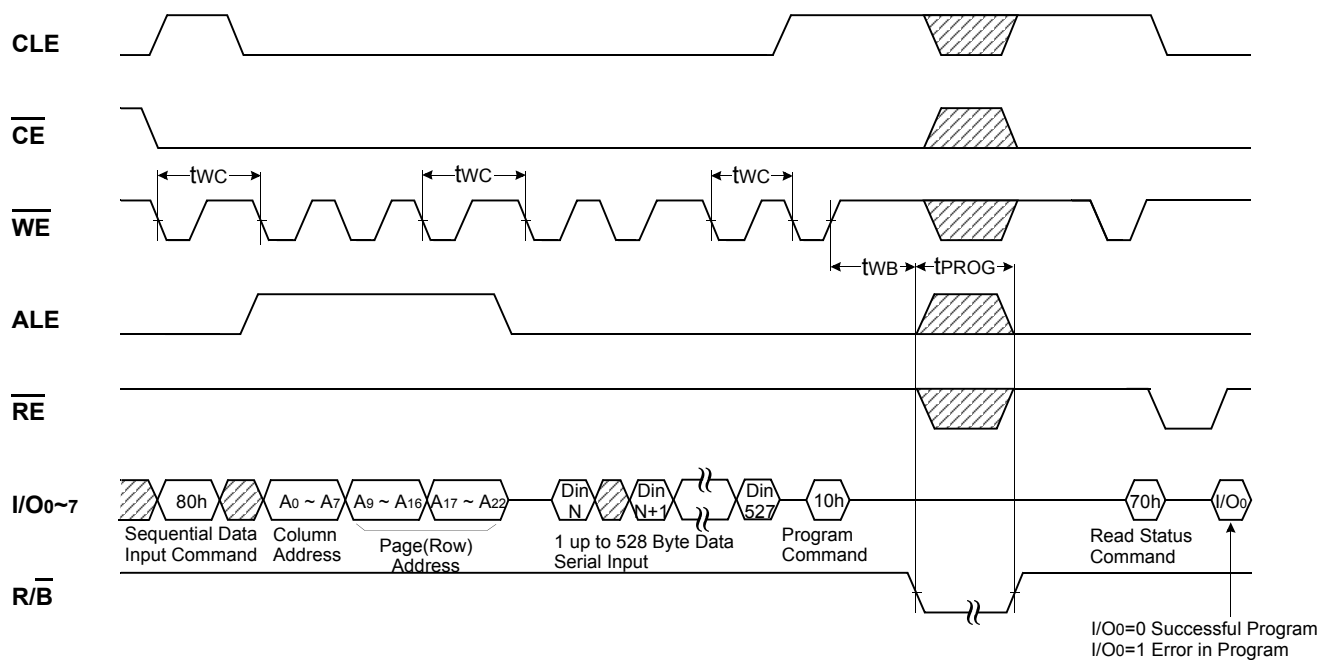 CLE
CE
tWC tWC tWC
WE
tWB tPROG
ALE
RE
I/O0~7
80h A0 ~ A7 A9 ~ A16 A17 ~ A22 Din N Din N+1 Din 527 10h 70h I/O0
Sequential Data Input Command
Column Address
Page(Row) Address
1 up to 528 Byte Data Serial Input
Program Command
Read Status Command
R/B
I/O0=0 Successful Program
I/O0=1 Error in Program